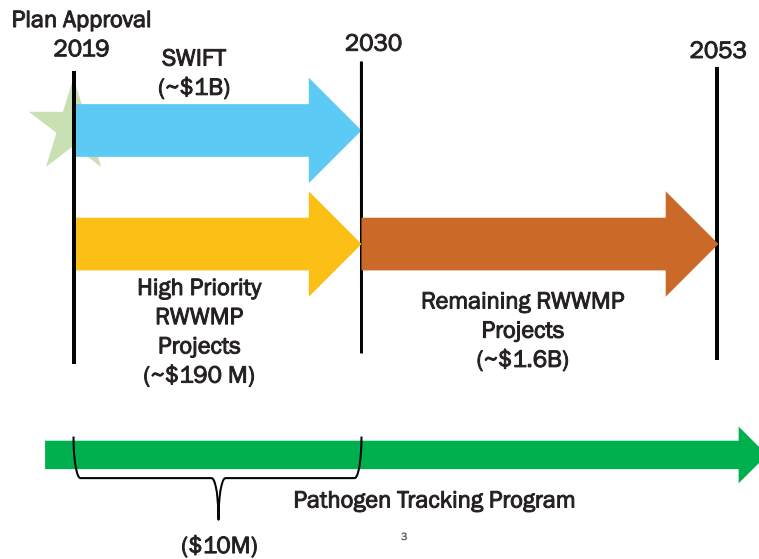 Plan Approval
2019
SWIFT
(~$1B)
2030
2053
High Priority
RWWMP
Projects
(~$190 M)
Remaining RWWMP
Projects
(~$1.6B)
Pathogen Tracking Program
($10M)
3